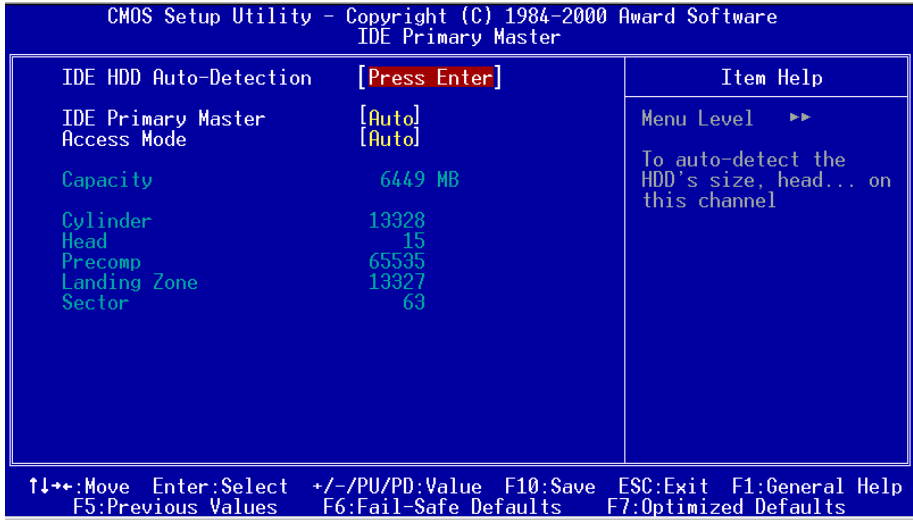 CMOS Setup Utility - Copyright (C) 1984-2000 Award Software
IDE Primary Master
IDE HDD Auto-Detection [Press Enter]
IDE Primary Master [Auto]
Access Mode [Auto]
Capacity 6449 MB
Cylinder 13328
Head 15
Precomp 65535
Landing Zone 13327
Sector 63
Item Help
Menu Level ▸▸
To auto-detect the
HDD's size, head... on
this channel
↑↓→←:Move Enter:Select +/-/PU/PD:Value F10:Save ESC:Exit F1:General Help
F5:Previous Values F6:Fail-Safe Defaults F7:Optimized Defaults